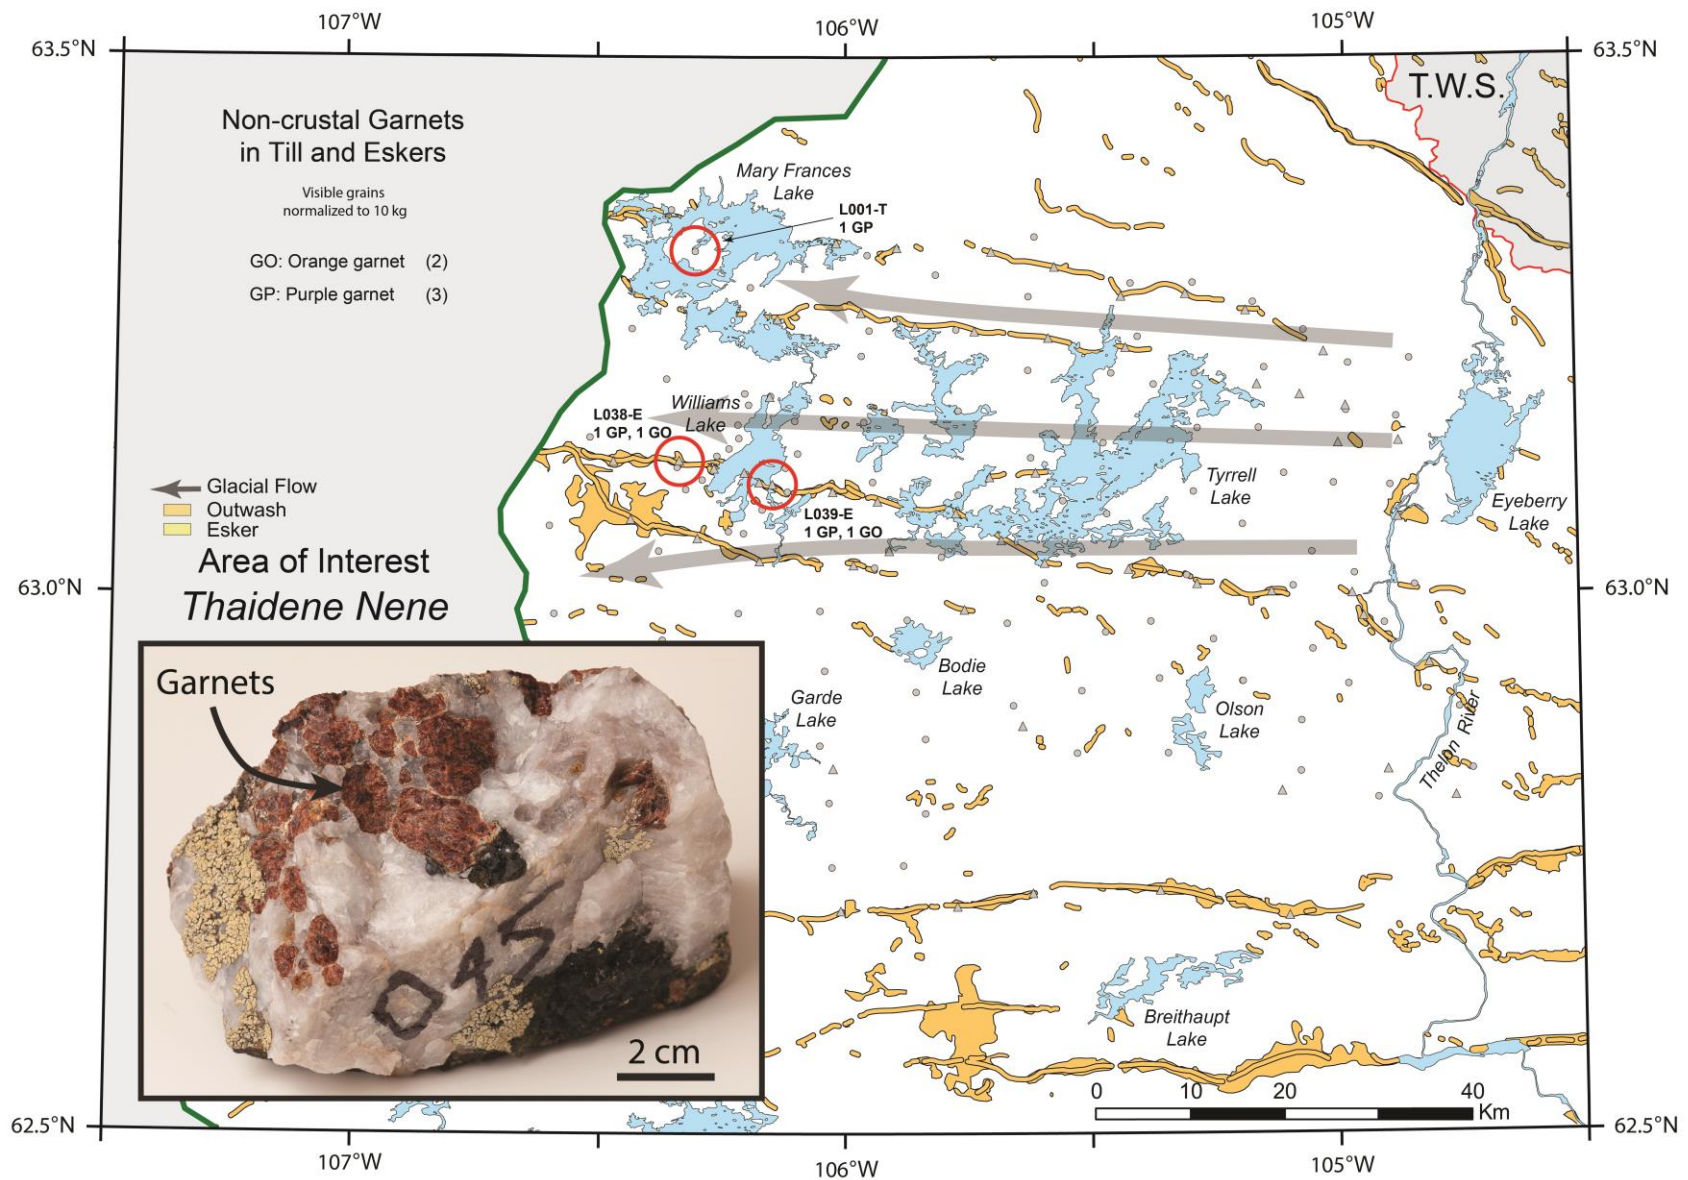 107°W
106°W
105°W
63.5°N
63.5°N
T.W.S.
Non-crustal Garnets
in Till and Eskers
Visible grains
normalized to 10 kg
GO: Orange garnet (2)
GP: Purple garnet (3)
Mary Frances
Lake
L001-T
1 GP
Williams
Lake
L038-E
1 GP, 1 GO
L039-E
1 GP, 1 GO
Tyrrell
Lake
Eyeberry
Lake
Glacial Flow
Outwash
Esker
Area of Interest
Thaidene Nene
63.0°N
63.0°N
Bodie
Lake
Garde
Lake
Olson
Lake
Thelon River
Garnets
045
2 cm
Breithaupt
Lake
0
10
20
40
Km
62.5°N
62.5°N
107°W
106°W
105°W